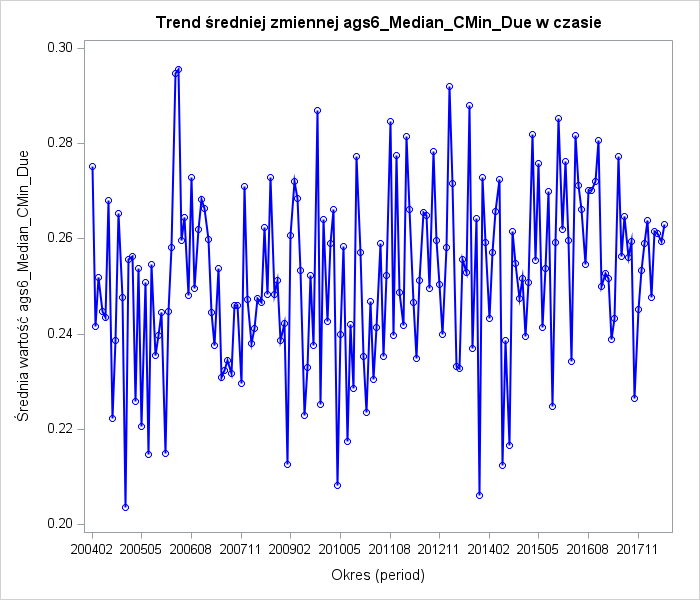 Trend średniej zmiennej ags6_Median_CMin_Due w czasie
Średnia wartość ags6_Median_CMin_Due
0.30
0.28
0.26
0.24
0.22
0.20
200402 200505 200608 200711 200902 201005 201108 201211 201402 201505 201608 201711
Okres (period)